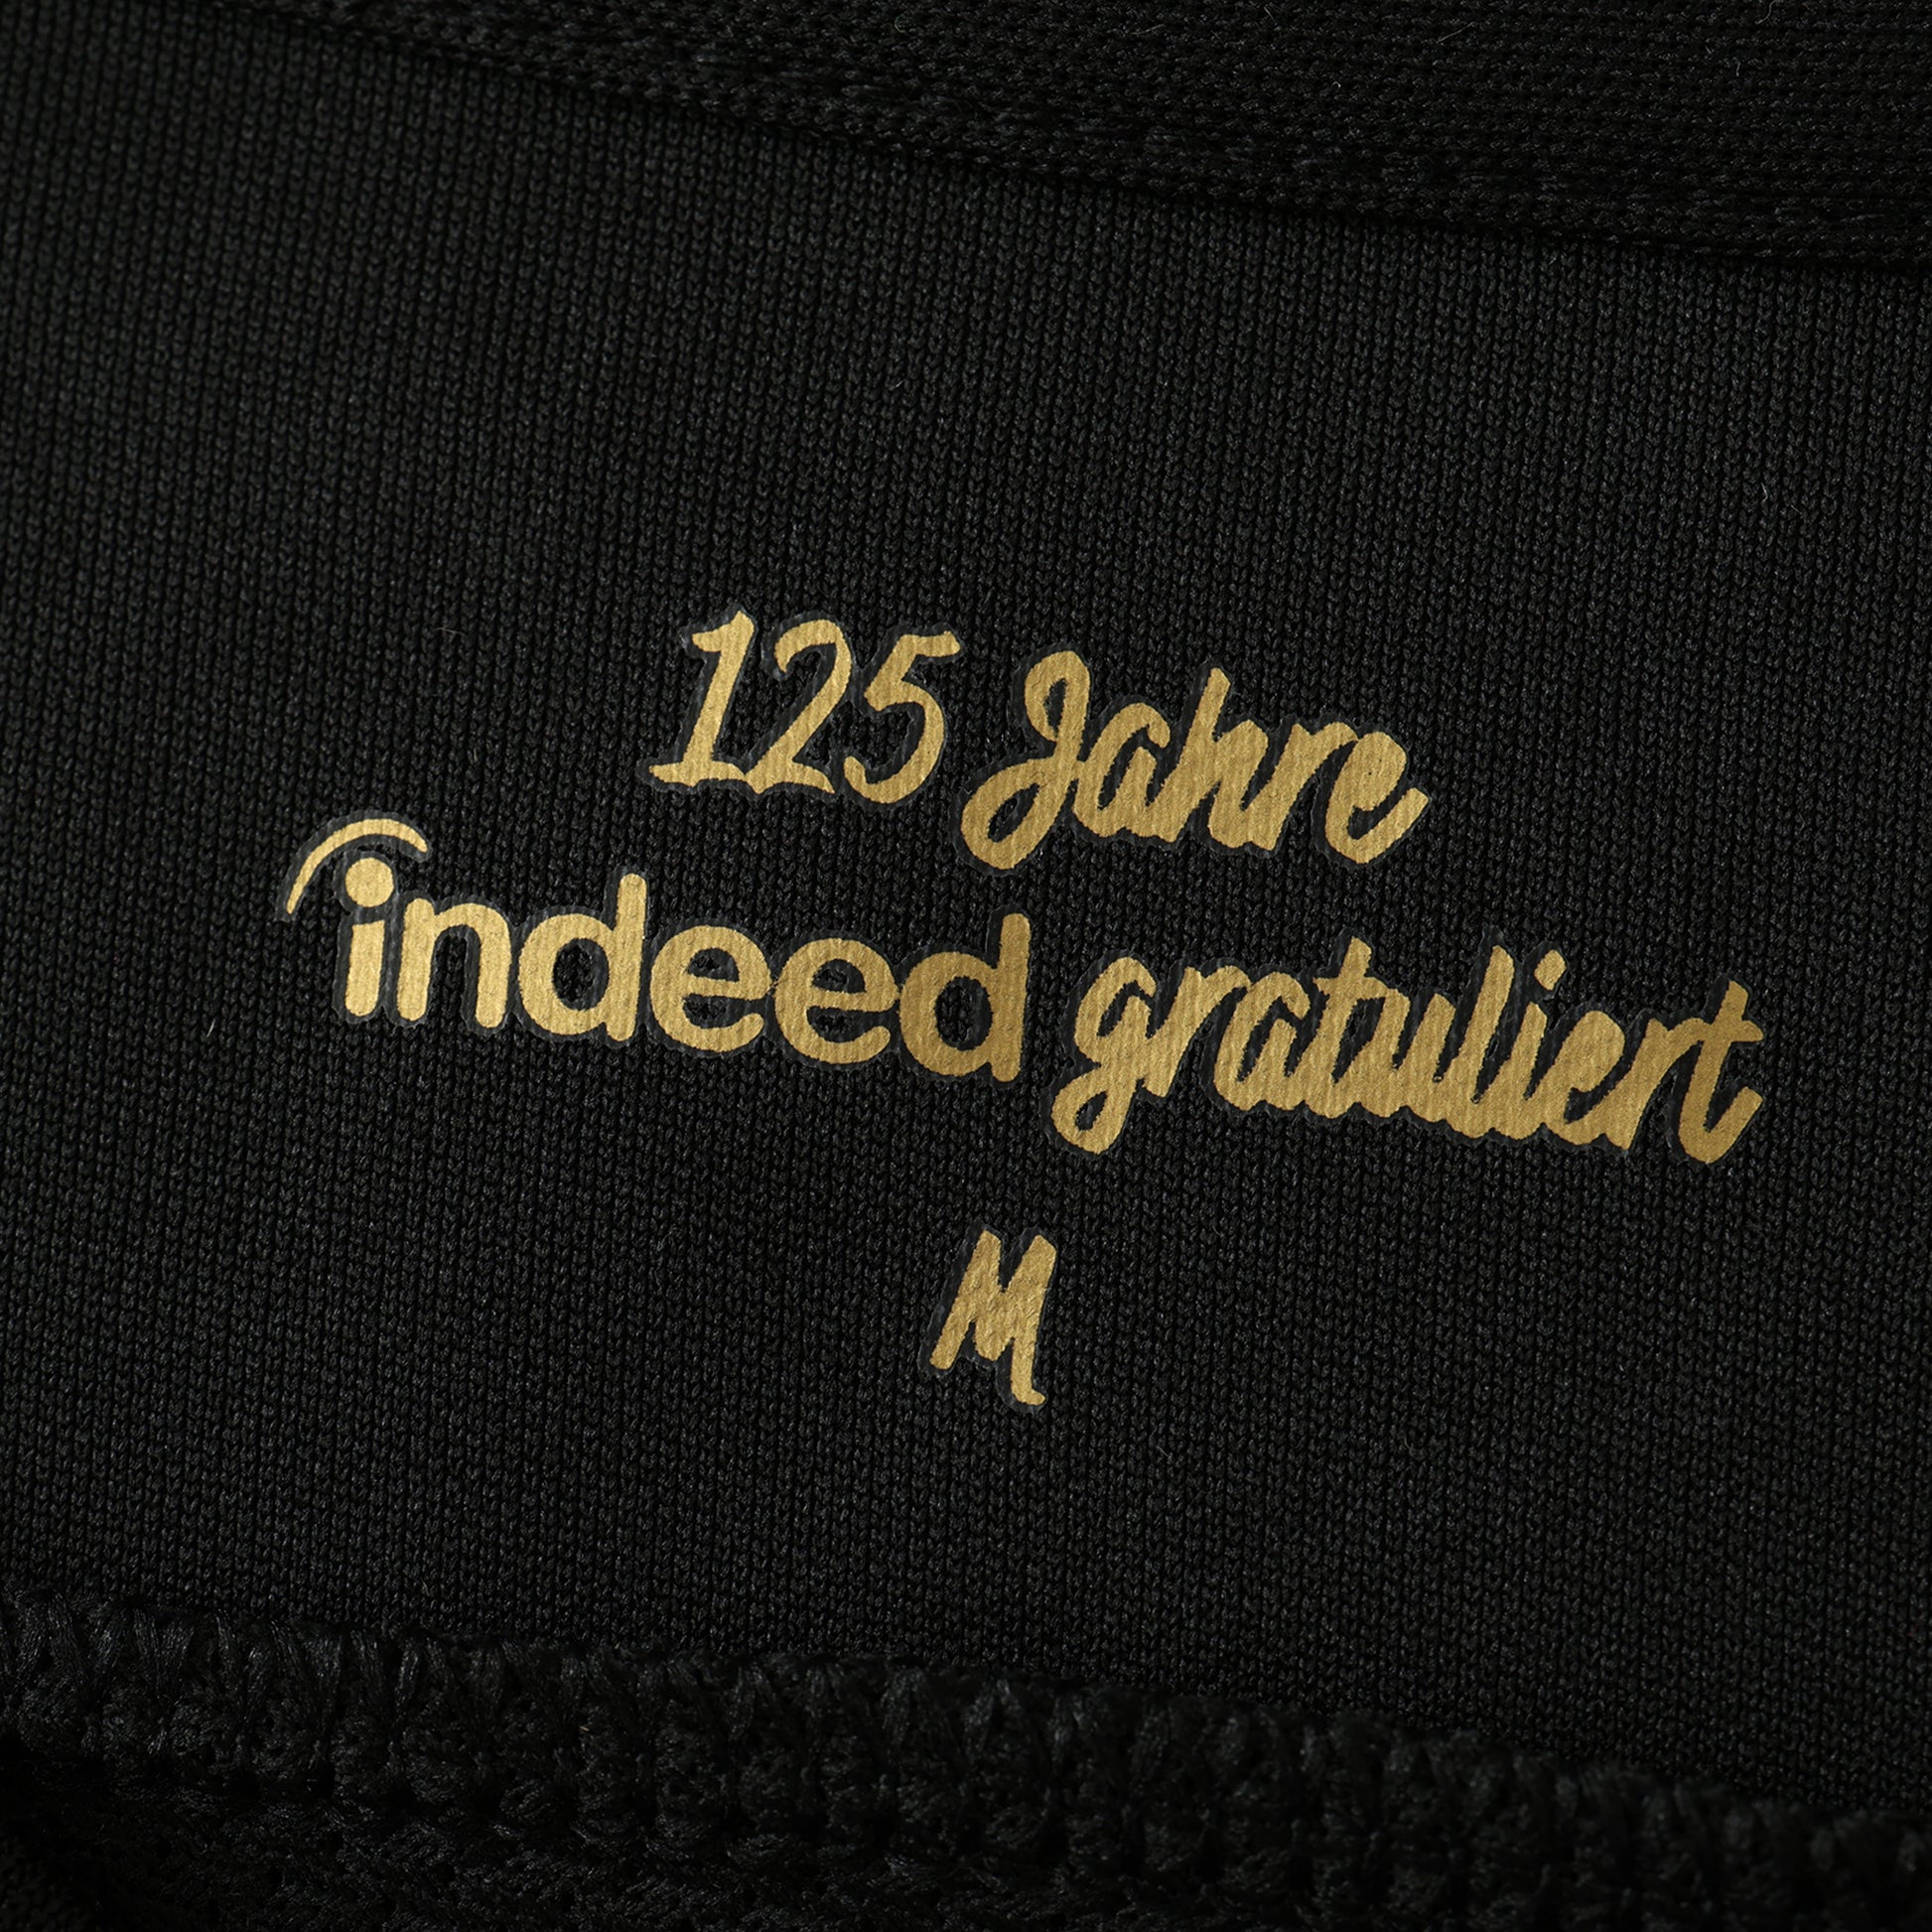 125 Jahre
indeed gratuliert
M